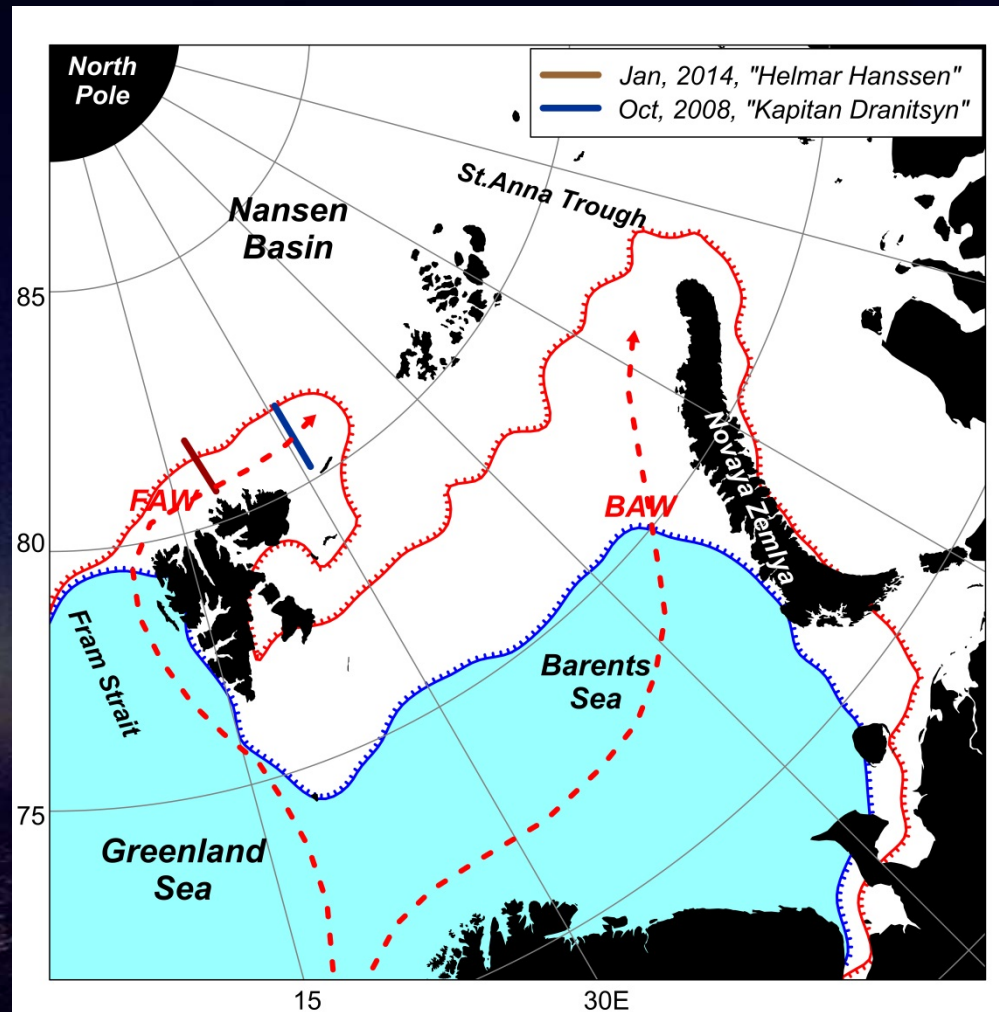 North
Pole
Jan, 2014, "Helmar Hanssen"
Oct, 2008, "Kapitan Dranitsyn"
St.Anna Trough
Nansen
Basin
85
FAW
BAW
Novaya Zemlya
80
Fram Strait
Barents
Sea
75
Greenland
Sea
15
30E